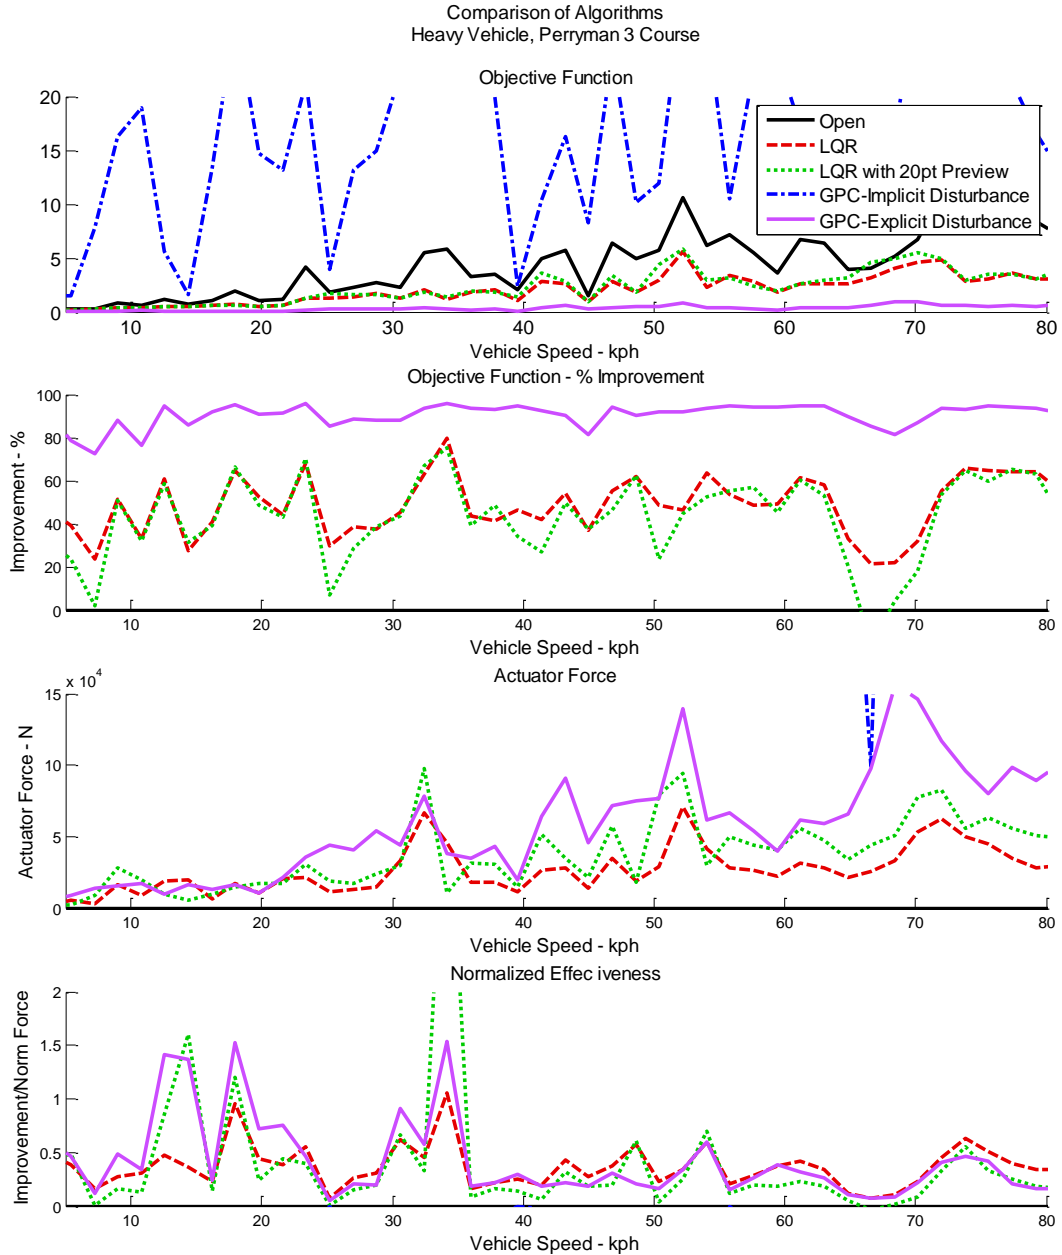 Comparison of Algorithms
Heavy Vehicle, Perryman 3 Course
Objective Function
20
15
10
5
0
Open
LQR
LQR with 20pt Preview
GPC-Implicit Disturbance
GPC-Explicit Disturbance
10 20 30 40 50 60 70 80
Vehicle Speed - kph
Objective Function - % Improvement
Improvement - %
100
80
60
40
20
0
10 20 30 40 50 60 70 80
Vehicle Speed - kph
Actuator Force
x 10⁴
Actuator Force - N
15
10
5
0
10 20 30 40 50 60 70 80
Vehicle Speed - kph
Normalized Effec iveness
Improvement/Norm Force
2
1.5
1
0.5
0
10 20 30 40 50 60 70 80
Vehicle Speed - kph